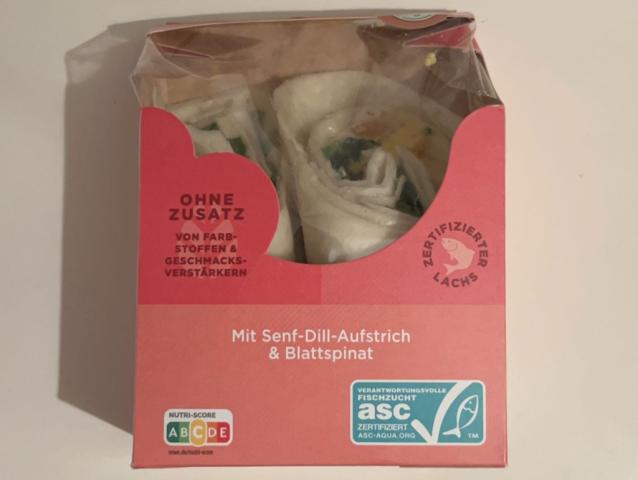 OHNE
ZUSATZ
VON FARB-
STOFFEN &
GESCHMACKS-
VERSTÄRKERN
ZERTIFIZIERTER
LACHS
Mit Senf-Dill-Aufstrich
& Blattspinat
NUTRI-SCORE
ABCDE
VERANTWORTUNGSVOLLE
FISCHZUCHT
asc
ZERTIFIZIERT
ASC-AQUA.ORG
TM